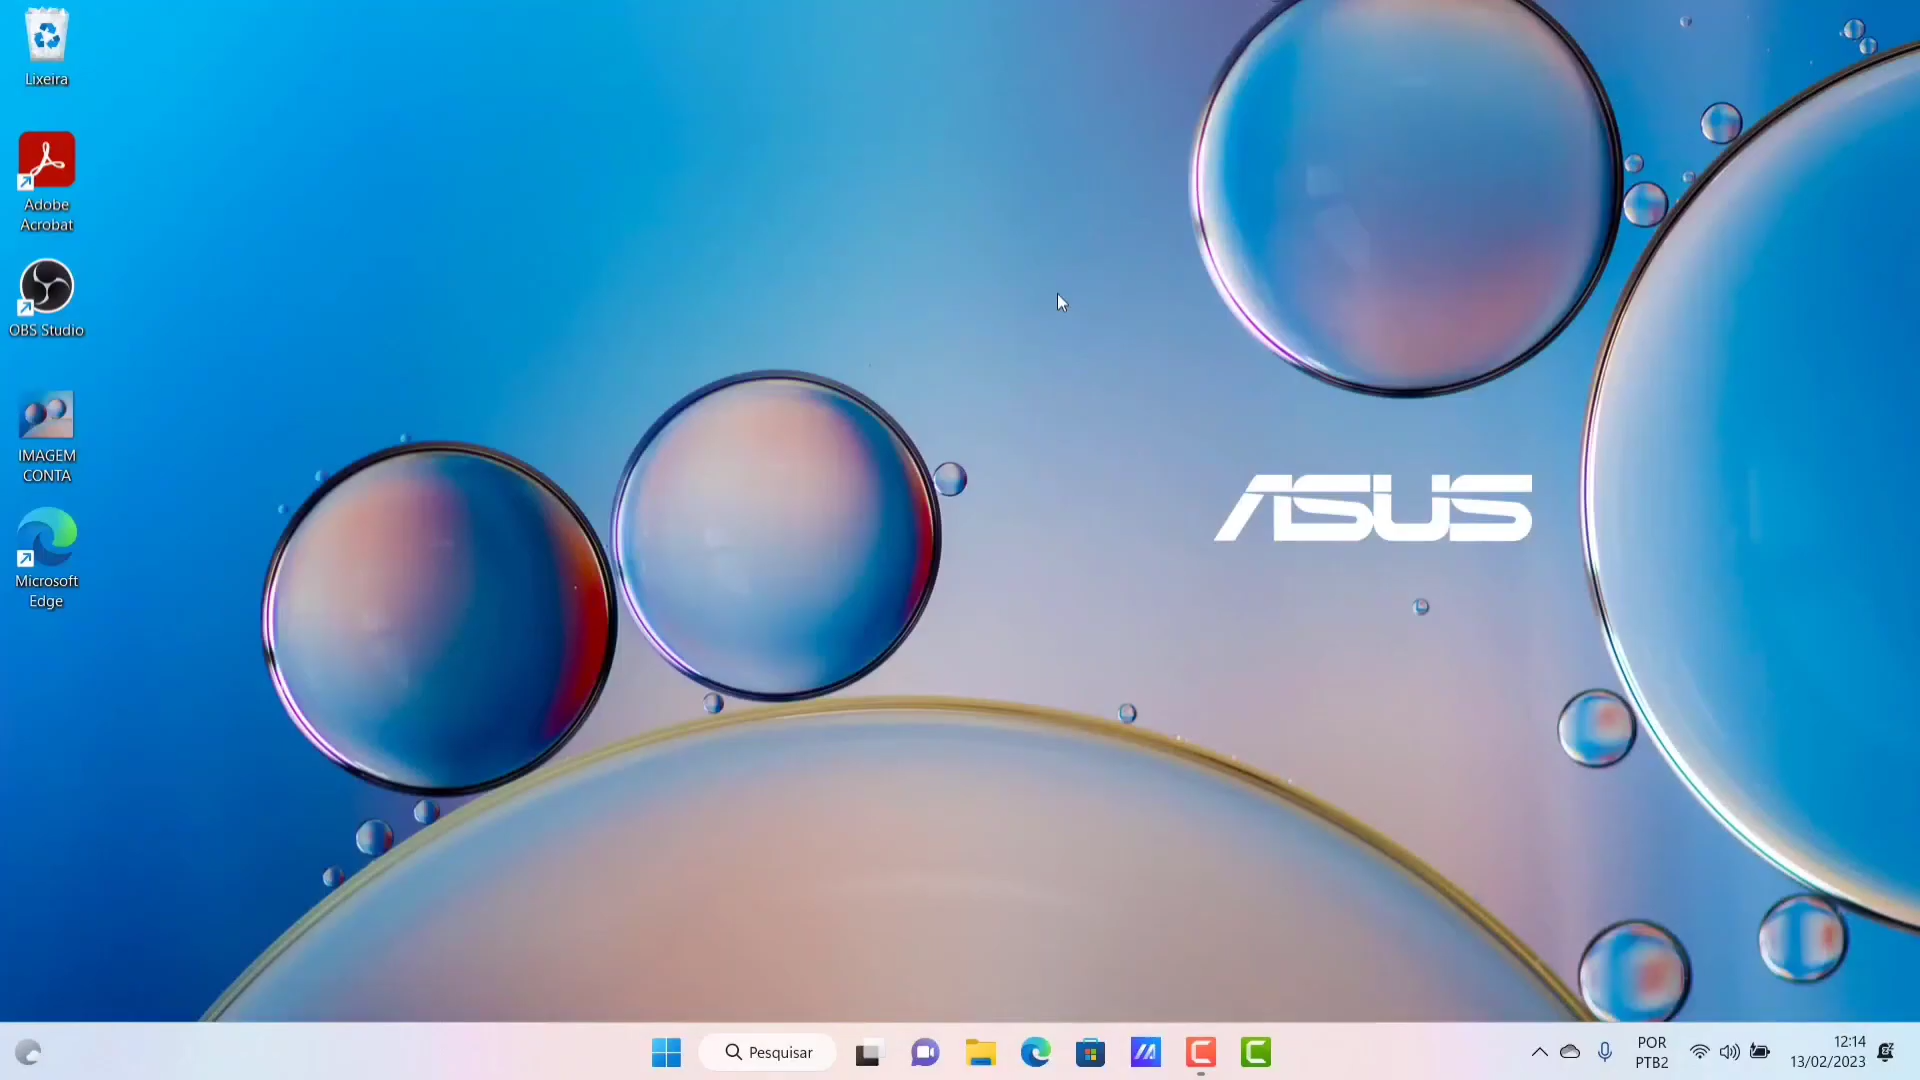 Lixeira
Adobe
Acrobat
OBS Studio
IMAGEM
CONTA
Microsoft
Edge
ASUS
Pesquisar
POR
PTB2
12:14
13/02/2023